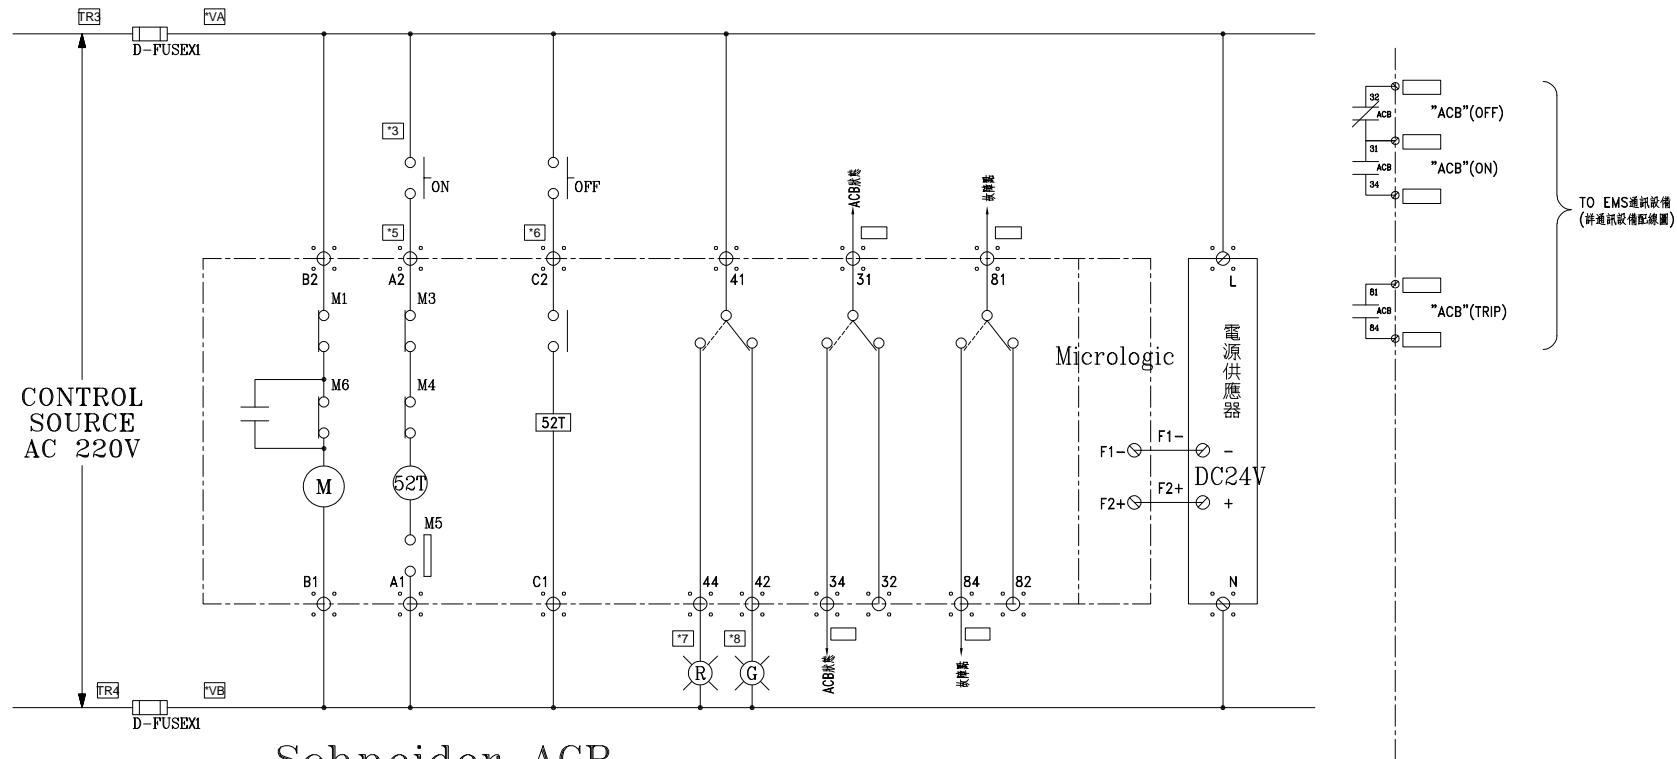 TR3
*VA
D-FUSEX1
*3
ON
OFF
*5
*6
ACB狀態
故障點
B2
A2
C2
41
31
81
L
M1
M3
M6
M4
Micrologic
電源供應器
CONTROL
SOURCE
AC 220V
52T
M
52T
M5
F1-
F1-
-
DC24V
F2+
F2+
+
B1
A1
C1
44
42
34
32
84
82
N
*7
*8
R
G
ACB狀態
故障點
TR4
*VB
D-FUSEX1
Schneider ACB
32
ACB
"ACB"(OFF)
31
ACB
"ACB"(ON)
34
TO EMS通訊設備
(詳通訊設備配線圖)
81
ACB
"ACB"(TRIP)
84